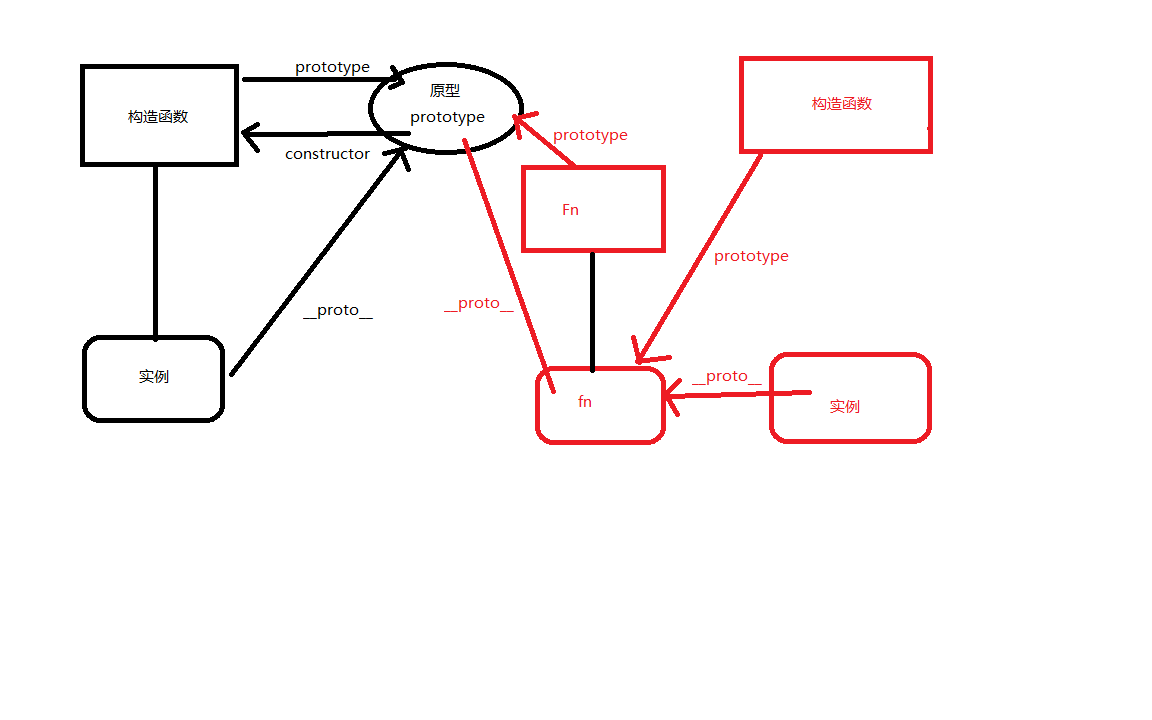 prototype
构造函数
原型
prototype
constructor
prototype
构造函数
Fn
prototype
__proto__
__proto__
实例
fn
__proto__
实例